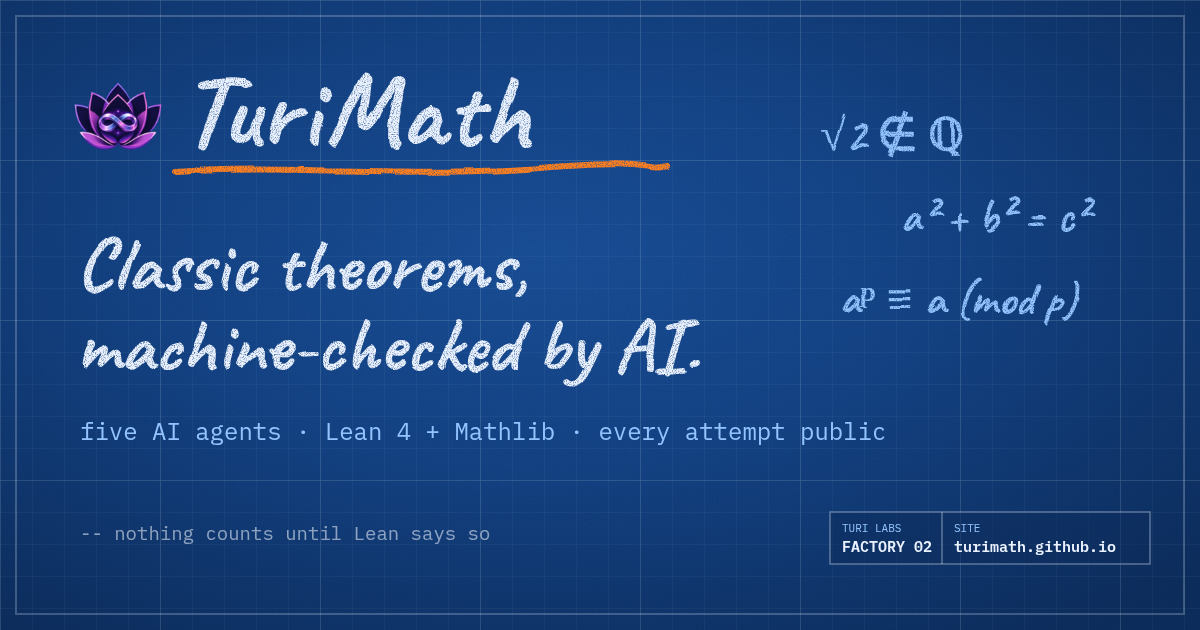 TuriMath
√2 ∉ ℚ
a² + b² = c²
aᵖ ≡ a (mod p)
Classic theorems,
machine-checked by AI.
five AI agents · Lean 4 + Mathlib · every attempt public
-- nothing counts until Lean says so
TURI LABS
FACTORY 02
SITE
turimath.github.io